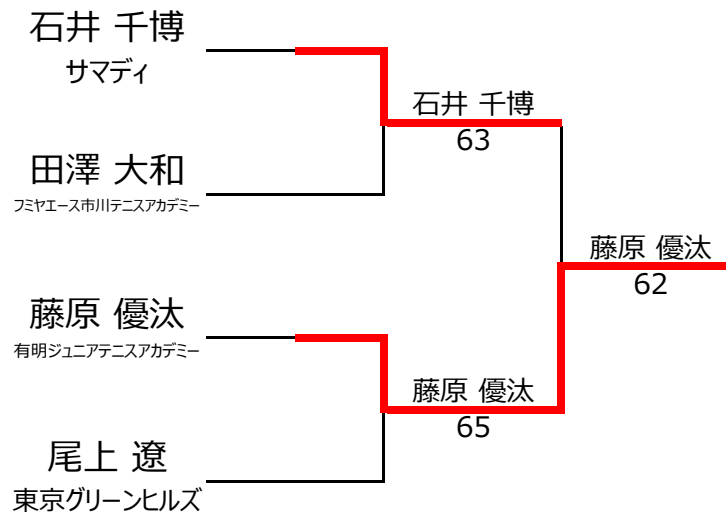 石井 千博
サマディ
石井 千博
63
田澤 大和
フミヤエース市川テニスアカデミー
藤原 優汰
62
藤原 優汰
有明ジュニアテニスアカデミー
藤原 優汰
65
尾上 遼
東京グリーンヒルズ